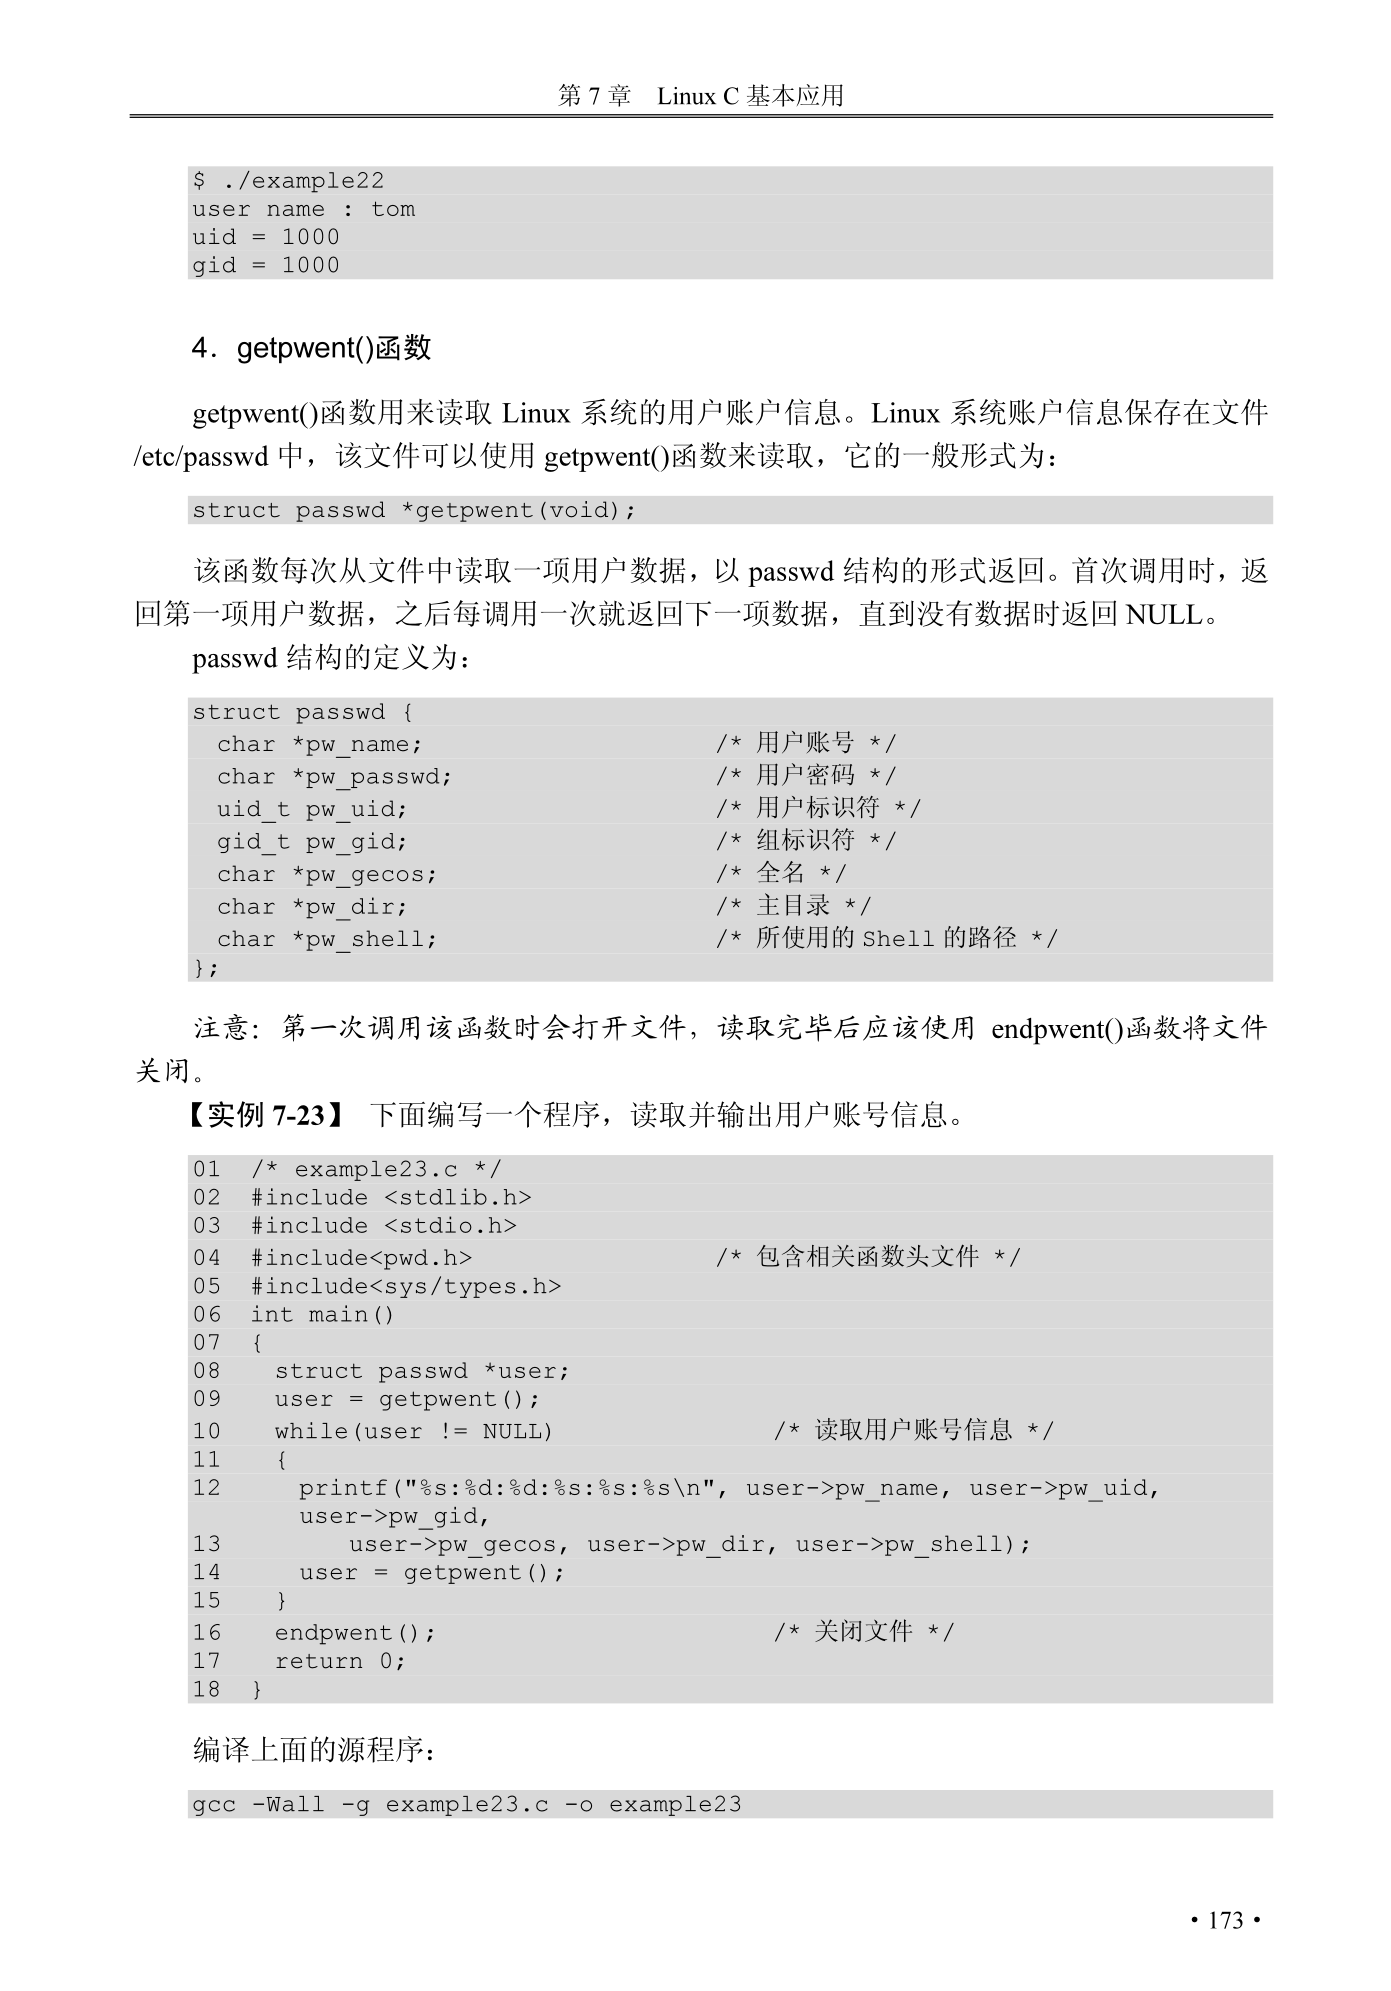 第 7 章 Linux C 基本应用
$ ./example22
user name : tom
uid = 1000
gid = 1000
4．getpwent()函数
getpwent()函数用来读取 Linux 系统的用户账户信息。Linux 系统账户信息保存在文件
/etc/passwd 中，该文件可以使用 getpwent()函数来读取，它的一般形式为：
struct passwd *getpwent(void);
该函数每次从文件中读取一项用户数据，以 passwd 结构的形式返回。首次调用时，返
回第一项用户数据，之后每调用一次就返回下一项数据，直到没有数据时返回 NULL。
passwd 结构的定义为：
struct passwd {
char *pw_name; /* 用户账号 */
char *pw_passwd; /* 用户密码 */
uid_t pw_uid; /* 用户标识符 */
gid_t pw_gid; /* 组标识符 */
char *pw_gecos; /* 全名 */
char *pw_dir; /* 主目录 */
char *pw_shell; /* 所使用的 Shell 的路径 */
};
注意：第一次调用该函数时会打开文件，读取完毕后应该使用 endpwent()函数将文件
关闭。
【实例 7-23】 下面编写一个程序，读取并输出用户账号信息。
01 /* example23.c */
02 #include <stdlib.h>
03 #include <stdio.h>
04 #include<pwd.h> /* 包含相关函数头文件 */
05 #include<sys/types.h>
06 int main()
07 {
08 struct passwd *user;
09 user = getpwent();
10 while(user != NULL) /* 读取用户账号信息 */
11 {
12 printf("%s:%d:%d:%s:%s:%s\n", user->pw_name, user->pw_uid,
user->pw_gid,
13 user->pw_gecos, user->pw_dir, user->pw_shell);
14 user = getpwent();
15 }
16 endpwent(); /* 关闭文件 */
17 return 0;
18 }
编译上面的源程序：
gcc -Wall -g example23.c -o example23
• 173 •